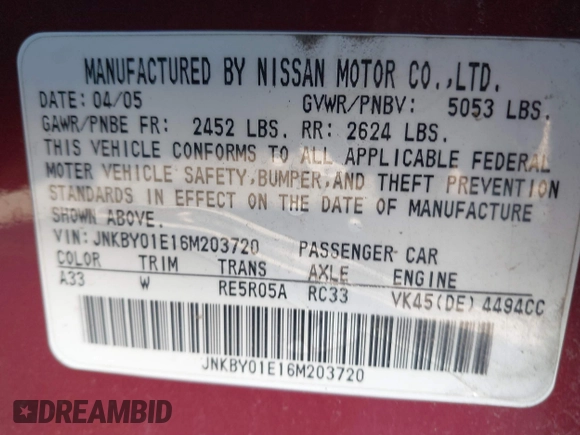 MANUFACTURED BY NISSAN MOTOR CO.,LTD.
DATE: 04/05 GVWR/PNBV: 5053 LBS.
GAWR/PNBE FR: 2452 LBS. RR: 2624 LBS.
THIS VEHICLE CONFORMS TO ALL APPLICABLE FEDERAL
MOTER VEHICLE SAFETY,BUMPER,AND THEFT PREVENTION
STANDARDS IN EFFECT ON THE DATE OF MANUFACTURE
SHOWN ABOVE.
VIN: JNKBY01E16M203720 PASSENGER CAR
COLOR TRIM TRANS AXLE ENGINE
A33 W RE5R05A RC33 VK45(DE) 4494CC
JNKBY01E16M203720
DREAMBID